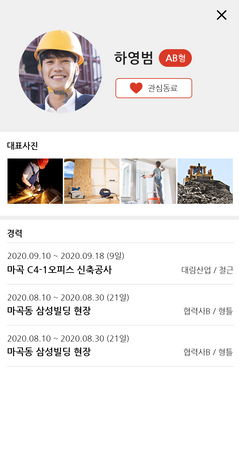 하영범 AB형
관심동료
대표사진
경력
2020.09.10 ~ 2020.09.18 (9일)
마곡 C4-1오피스 신축공사 대림산업 / 철근
2020.08.10 ~ 2020.08.30 (21일)
마곡동 삼성빌딩 현장 협력사B / 형틀
2020.08.10 ~ 2020.08.30 (21일)
마곡동 삼성빌딩 현장 협력사B / 형틀